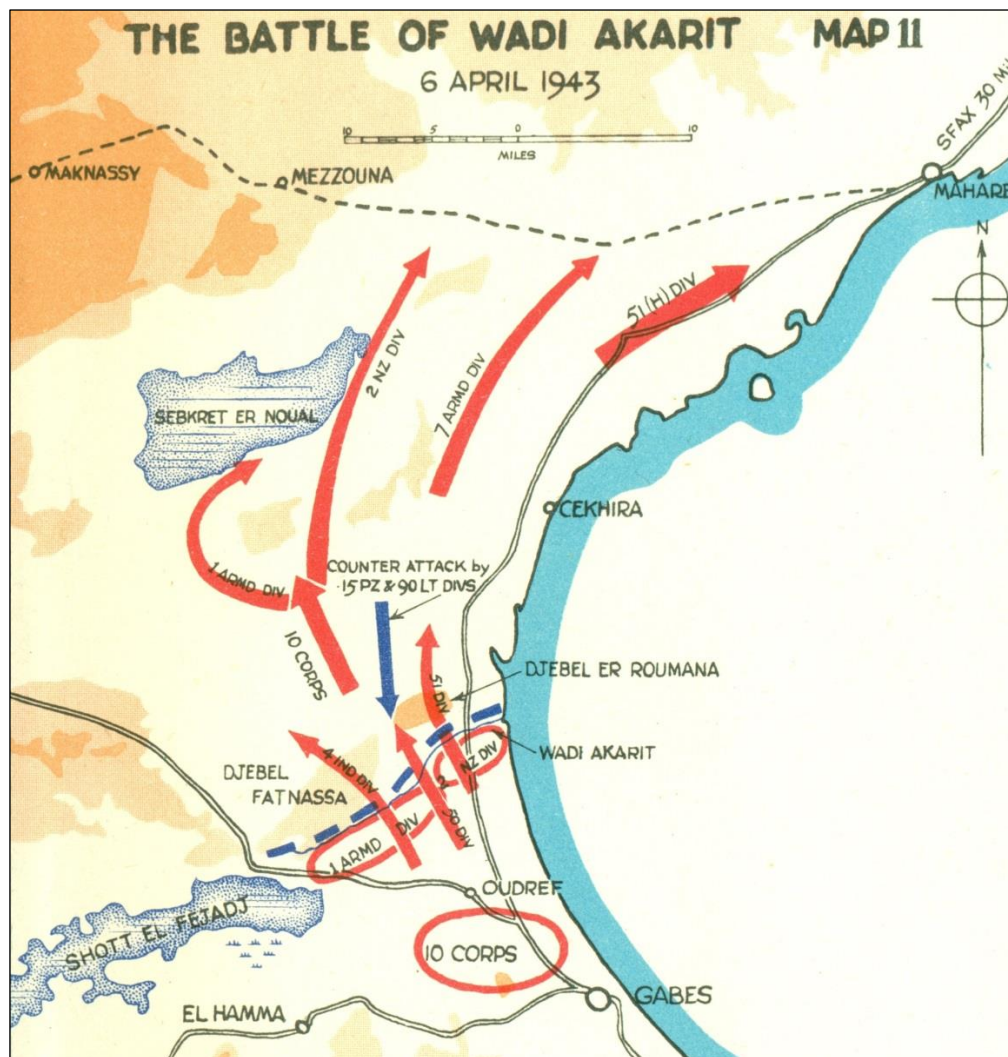 THE BATTLE OF WADI AKARIT MAP 11
6 APRIL 1943
10 5 0 10
MILES
SFAX 30
MAKNASSY
MEZZOUNA
MAHARE
N
51(H) DIV
2 NZ DIV
7 ARMD DIV
SEBKRET ER NOUAL
CEKHIRA
1 ARMD DIV
COUNTER ATTACK by
15 PZ & 90 LT DIVS
10 CORPS
51 DIV
DJEBEL ER ROUMANA
WADI AKARIT
4 IND DIV
2 NZ DIV
DJEBEL
FATNASSA
50 DIV
1 ARMD DIV
OUDREF
SHOTT EL FEJADJ
10 CORPS
GABES
EL HAMMA